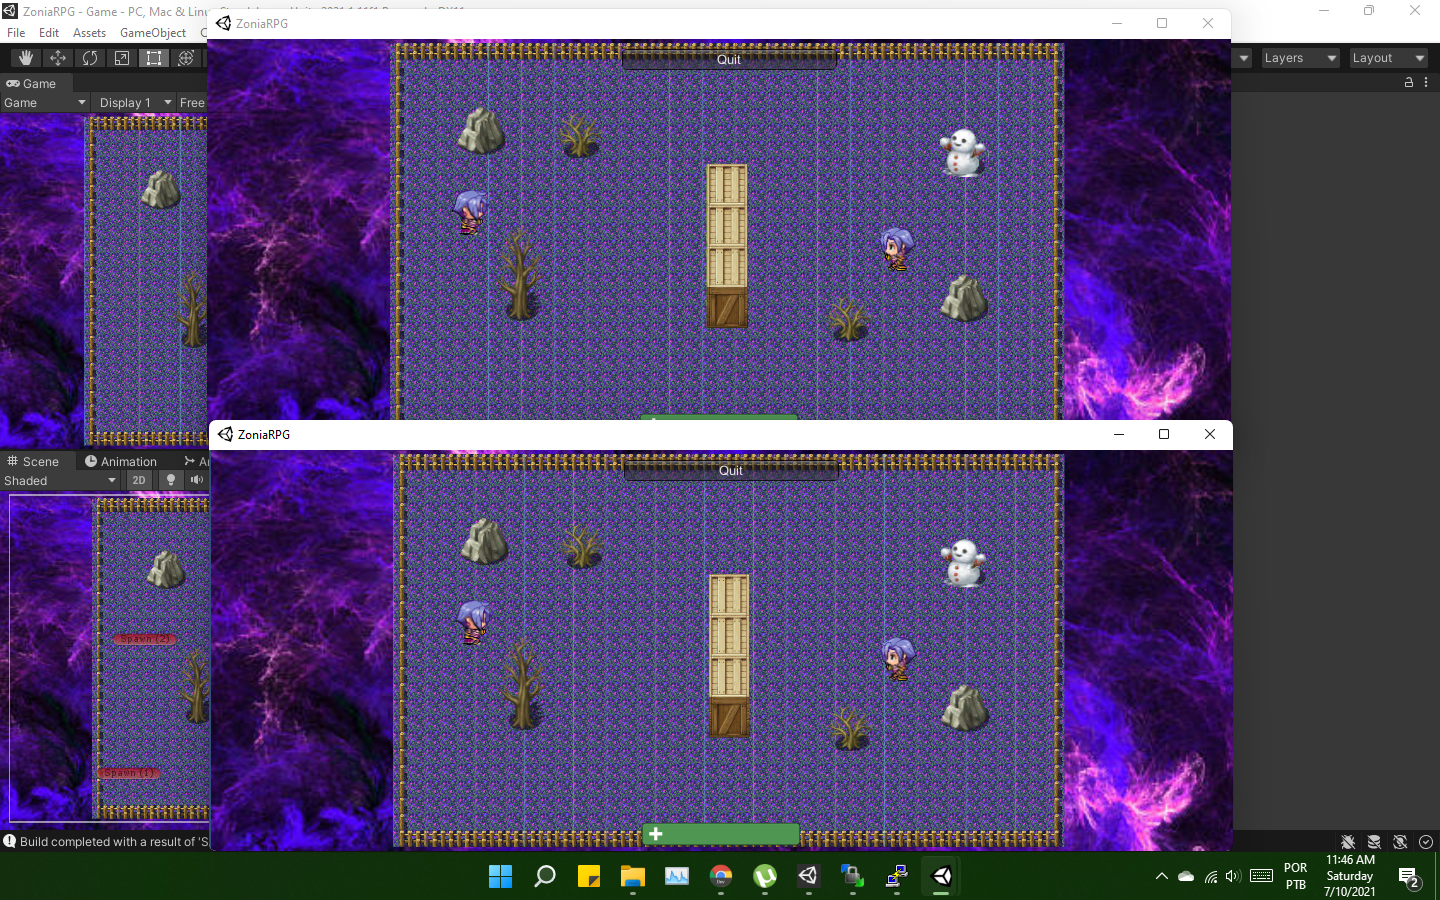 ZoniaRPG - Game - PC, Mac & Linu
ZoniaRPG
File Edit Assets GameObject
Layers Layout
Game
Game Display 1 Free
Quit
ZoniaRPG
Quit
Scene Animation
Shaded 2D
Spawn (2)
Spawn (1)
Build completed with a result of 'S
POR
PTB
11:46 AM
Saturday
7/10/2021
2